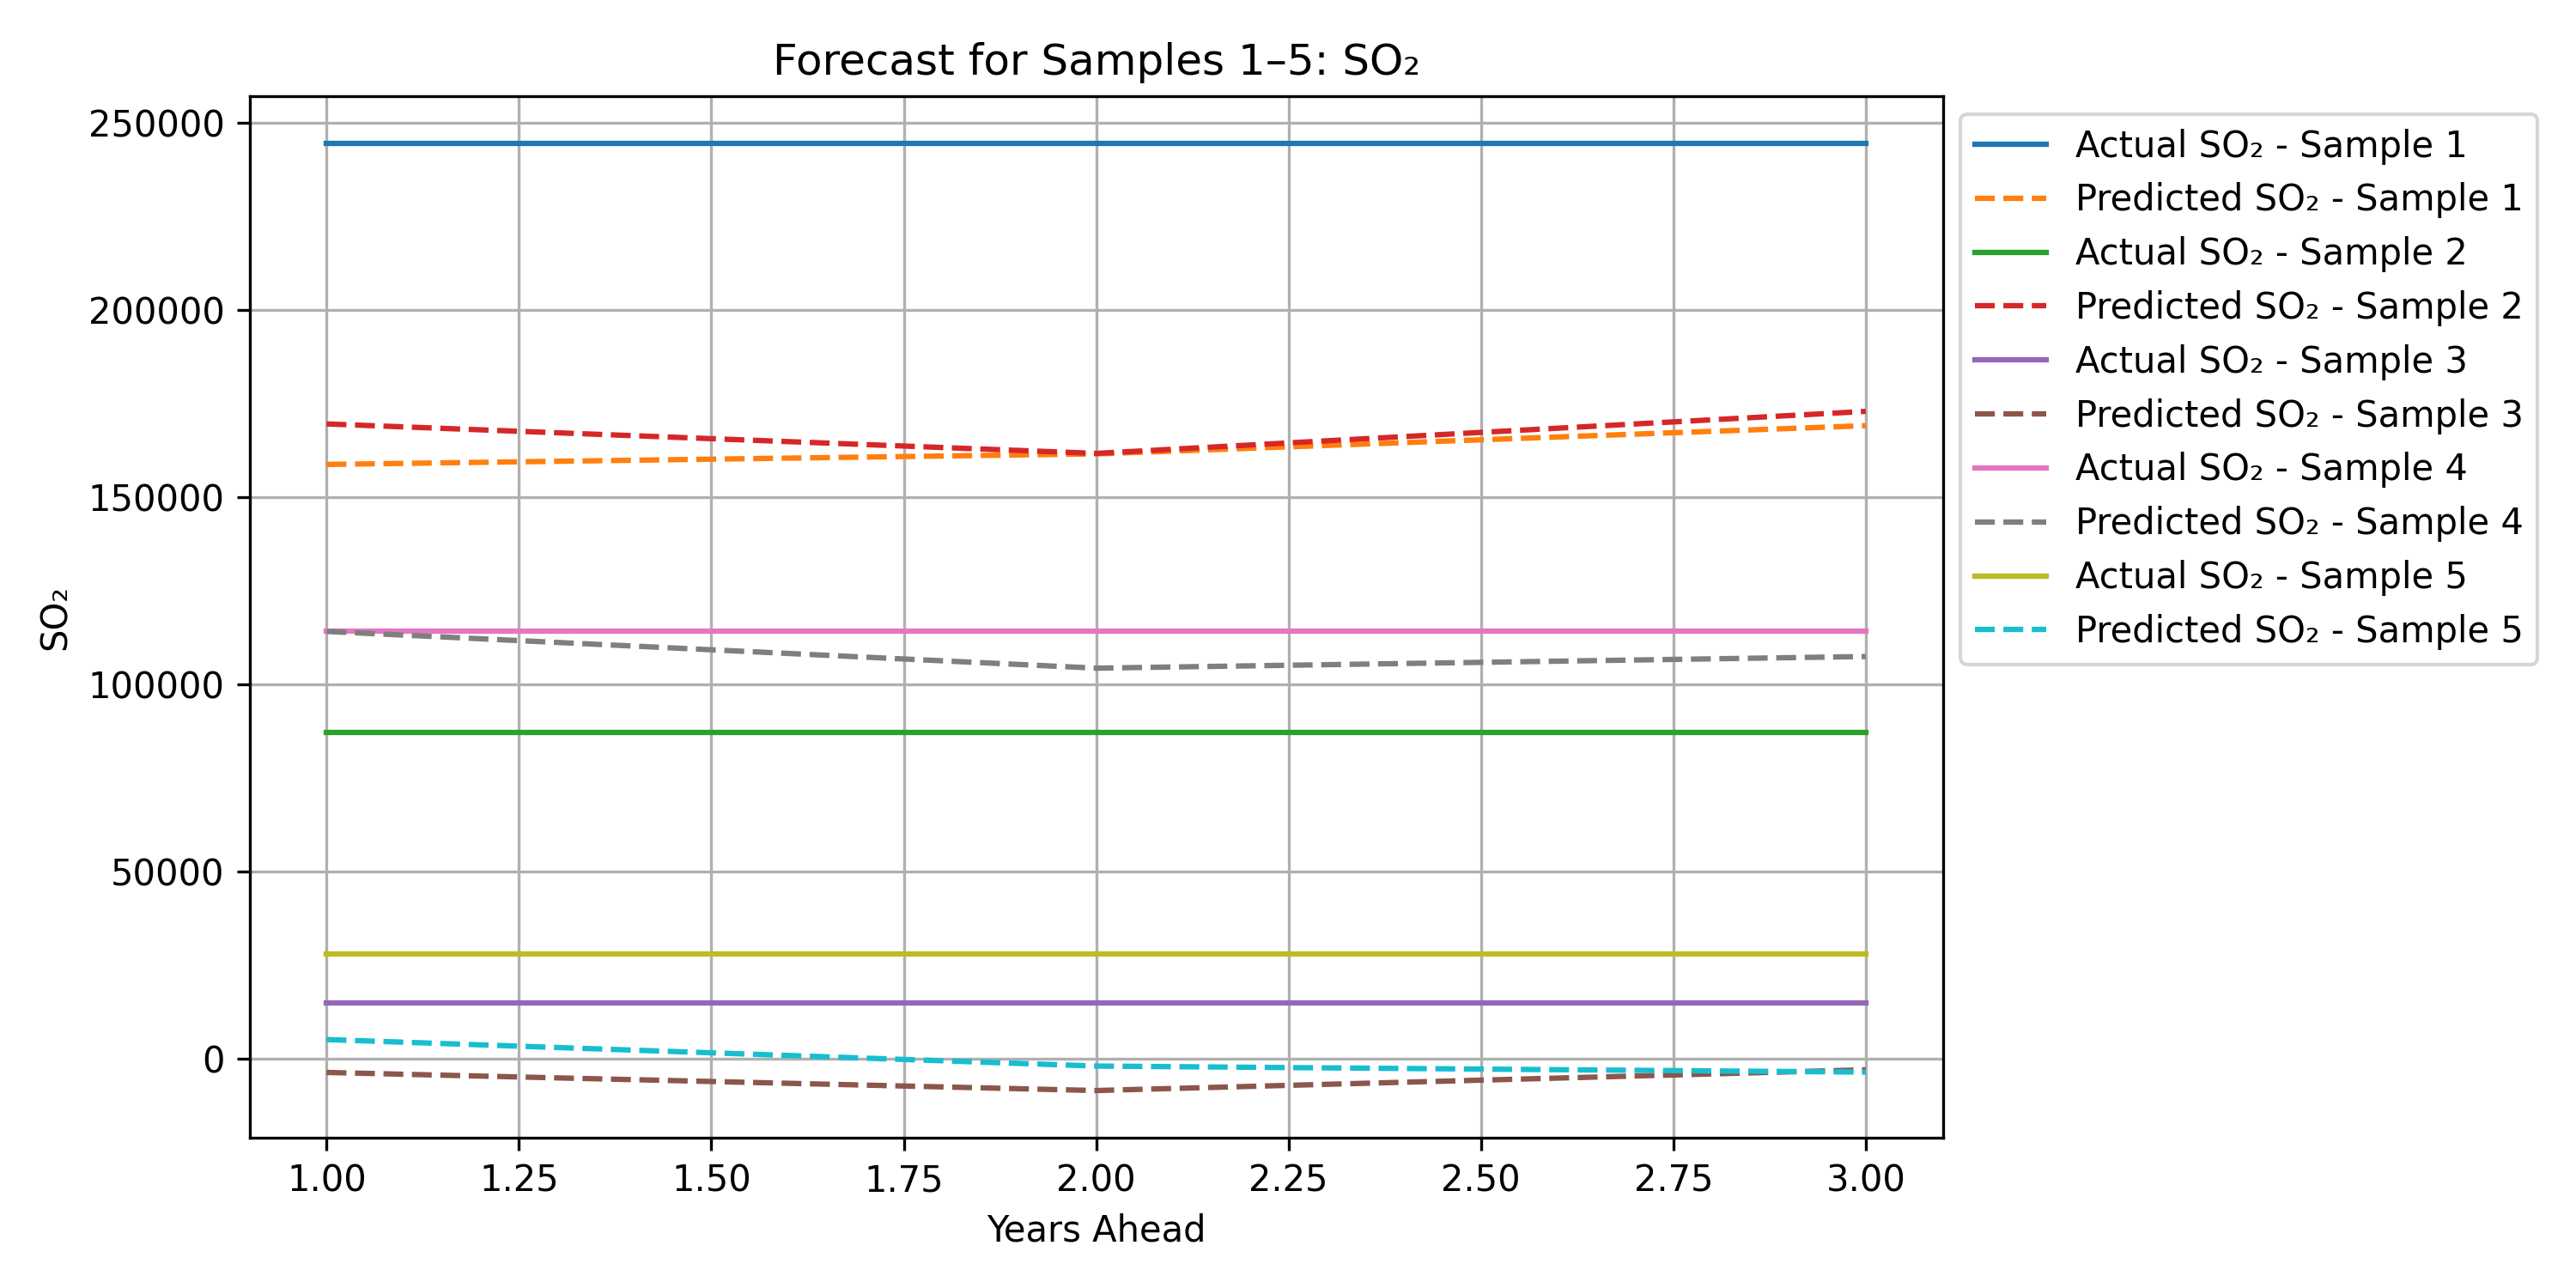 Forecast for Samples 1–5: SO₂
250000
200000
150000
100000
50000
0
SO₂
1.00 1.25 1.50 1.75 2.00 2.25 2.50 2.75 3.00
Years Ahead
Actual SO₂ - Sample 1
Predicted SO₂ - Sample 1
Actual SO₂ - Sample 2
Predicted SO₂ - Sample 2
Actual SO₂ - Sample 3
Predicted SO₂ - Sample 3
Actual SO₂ - Sample 4
Predicted SO₂ - Sample 4
Actual SO₂ - Sample 5
Predicted SO₂ - Sample 5